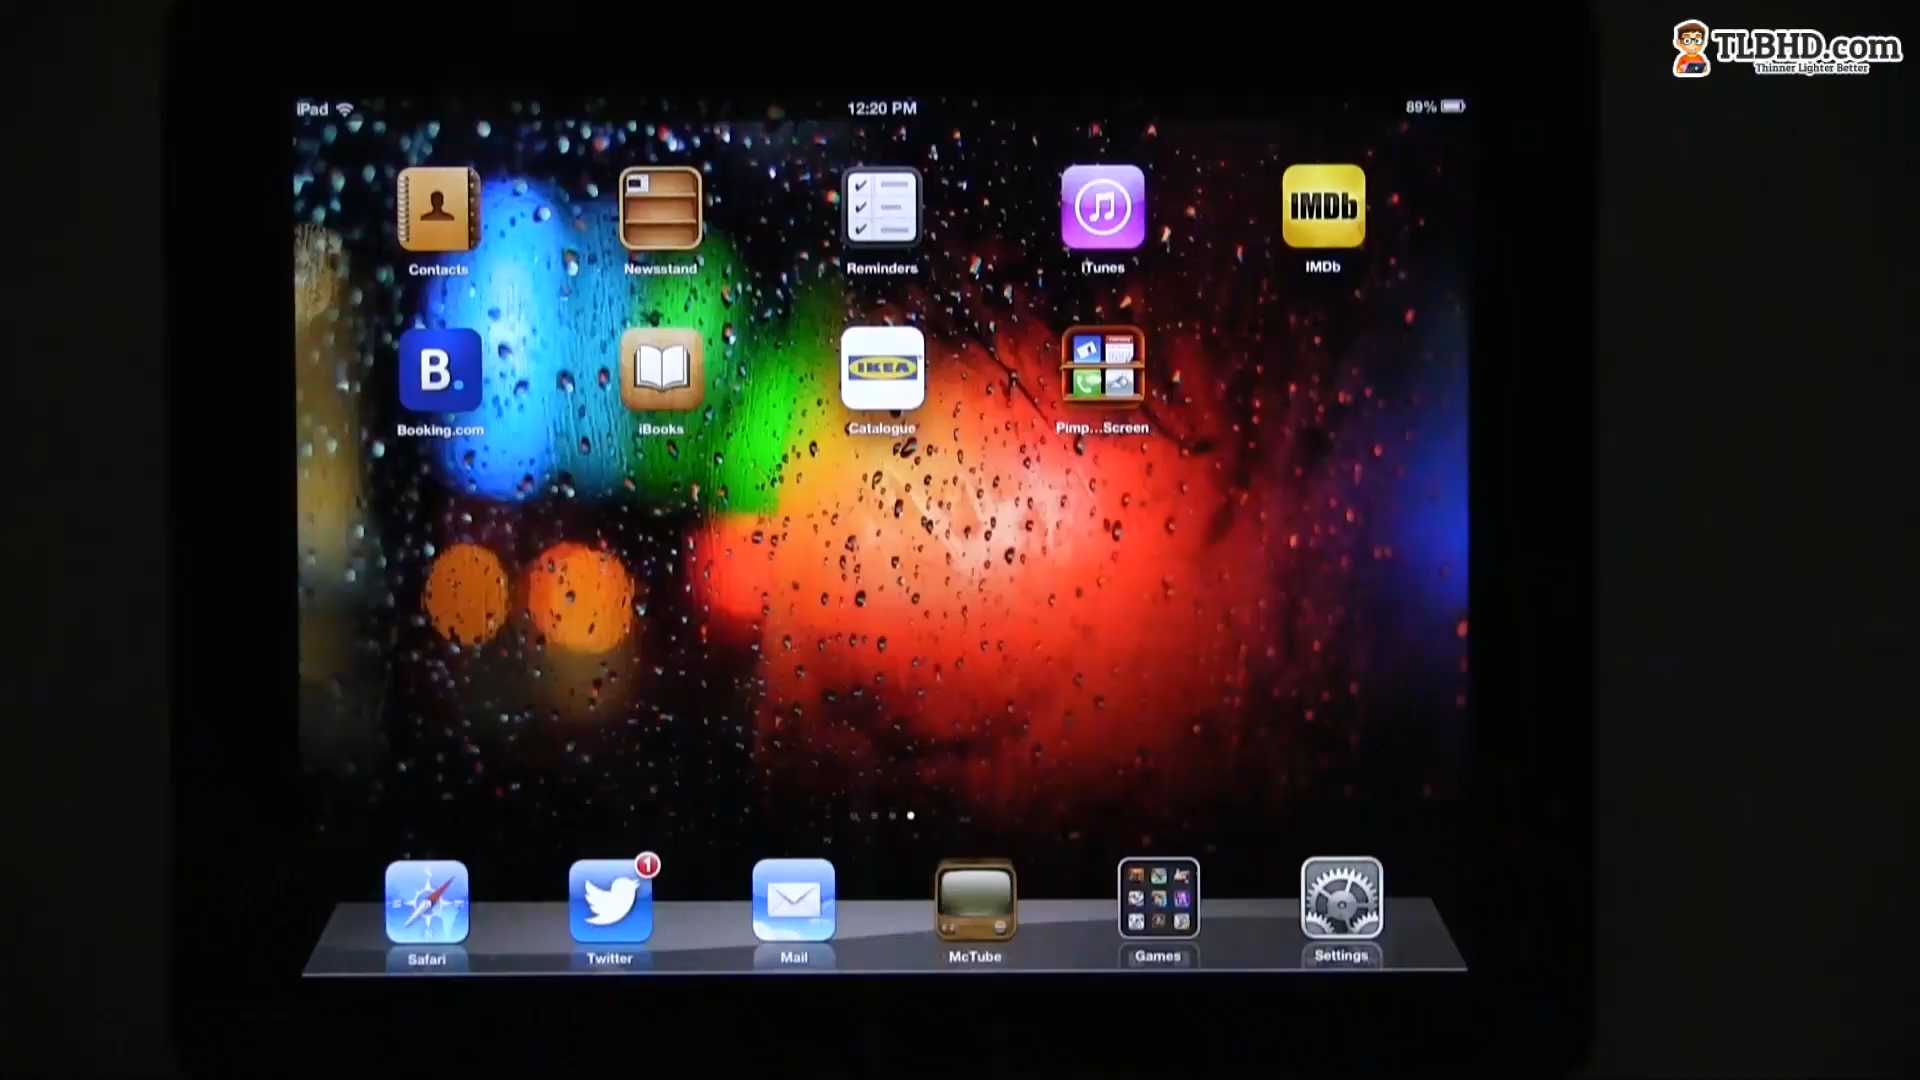 TLBHD.com
Thinner Lighter Better
iPad
12:20 PM
89%
Contacts
Newsstand
Reminders
iTunes
IMDb
IMDb
B.
IKEA
Booking.com
iBooks
Catalogue
Pimp...Screen
1
Safari
Twitter
Mail
McTube
Games
Settings